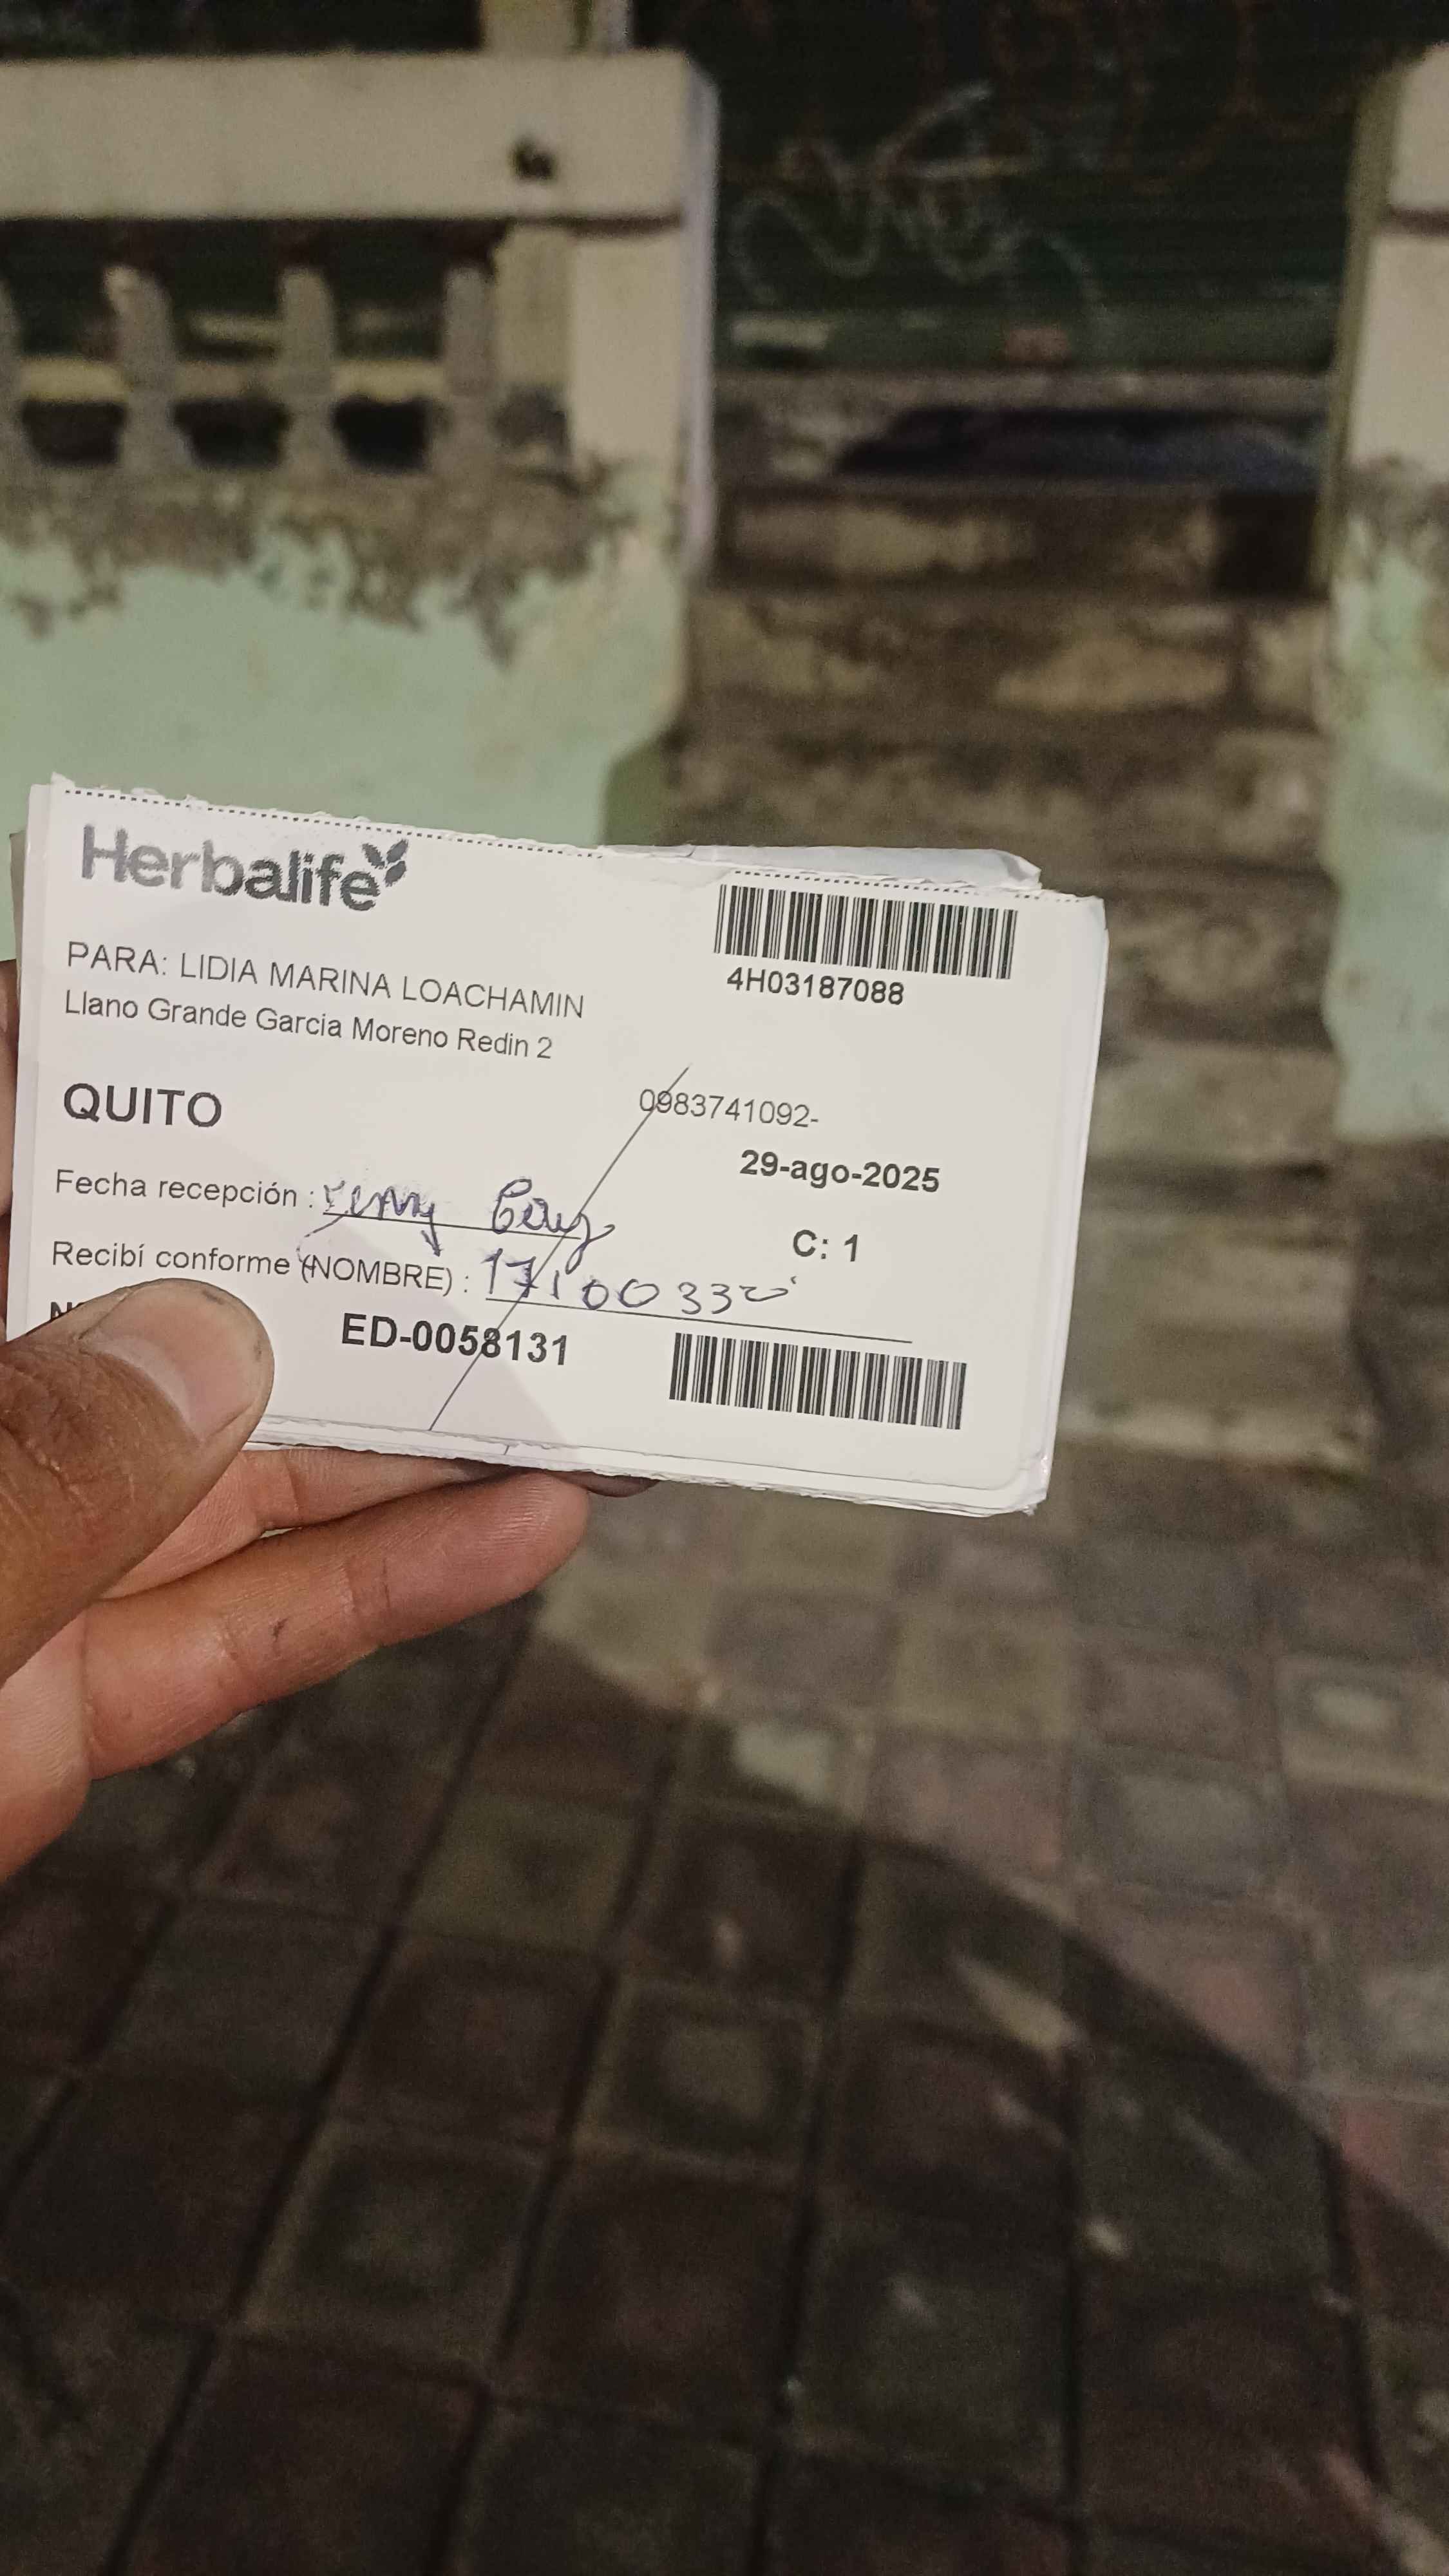 Herbalife
4H03187088
PARA: LIDIA MARINA LOACHAMIN
Llano Grande Garcia Moreno Redin 2
QUITO
0983741092-
29-ago-2025
Fecha recepción :
C: 1
Recibí conforme (NOMBRE) :
ED-0058131